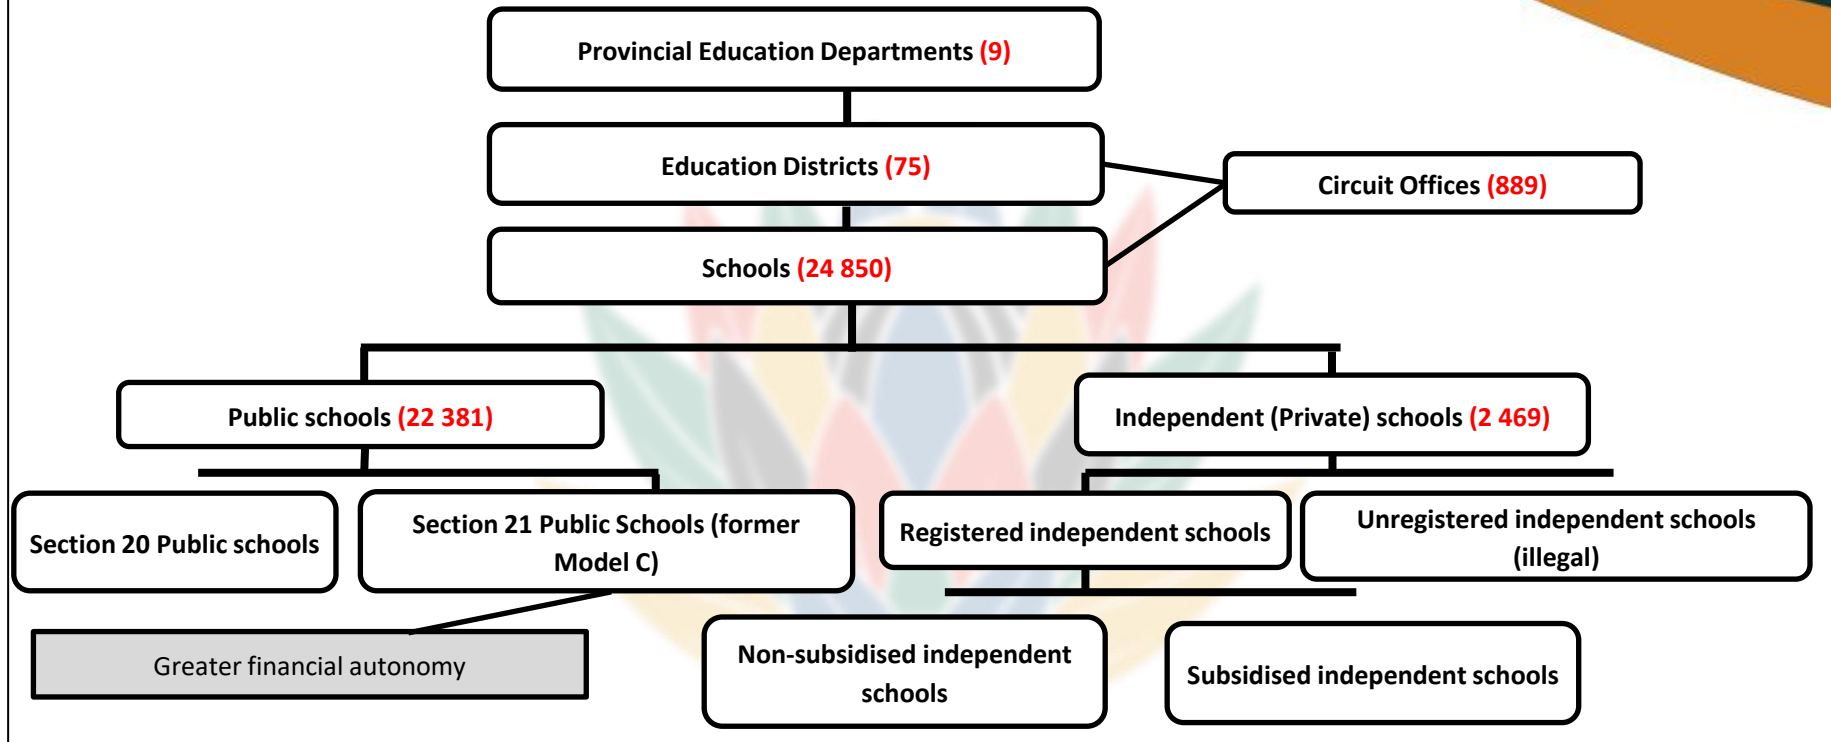 Provincial Education Departments (9)
Education Districts (75)
Circuit Offices (889)
Schools (24 850)
Public schools (22 381)
Independent (Private) schools (2 469)
Section 20 Public schools
Section 21 Public Schools (former
Model C)
Registered independent schools
Unregistered independent schools
(illegal)
Greater financial autonomy
Non-subsidised independent
schools
Subsidised independent schools